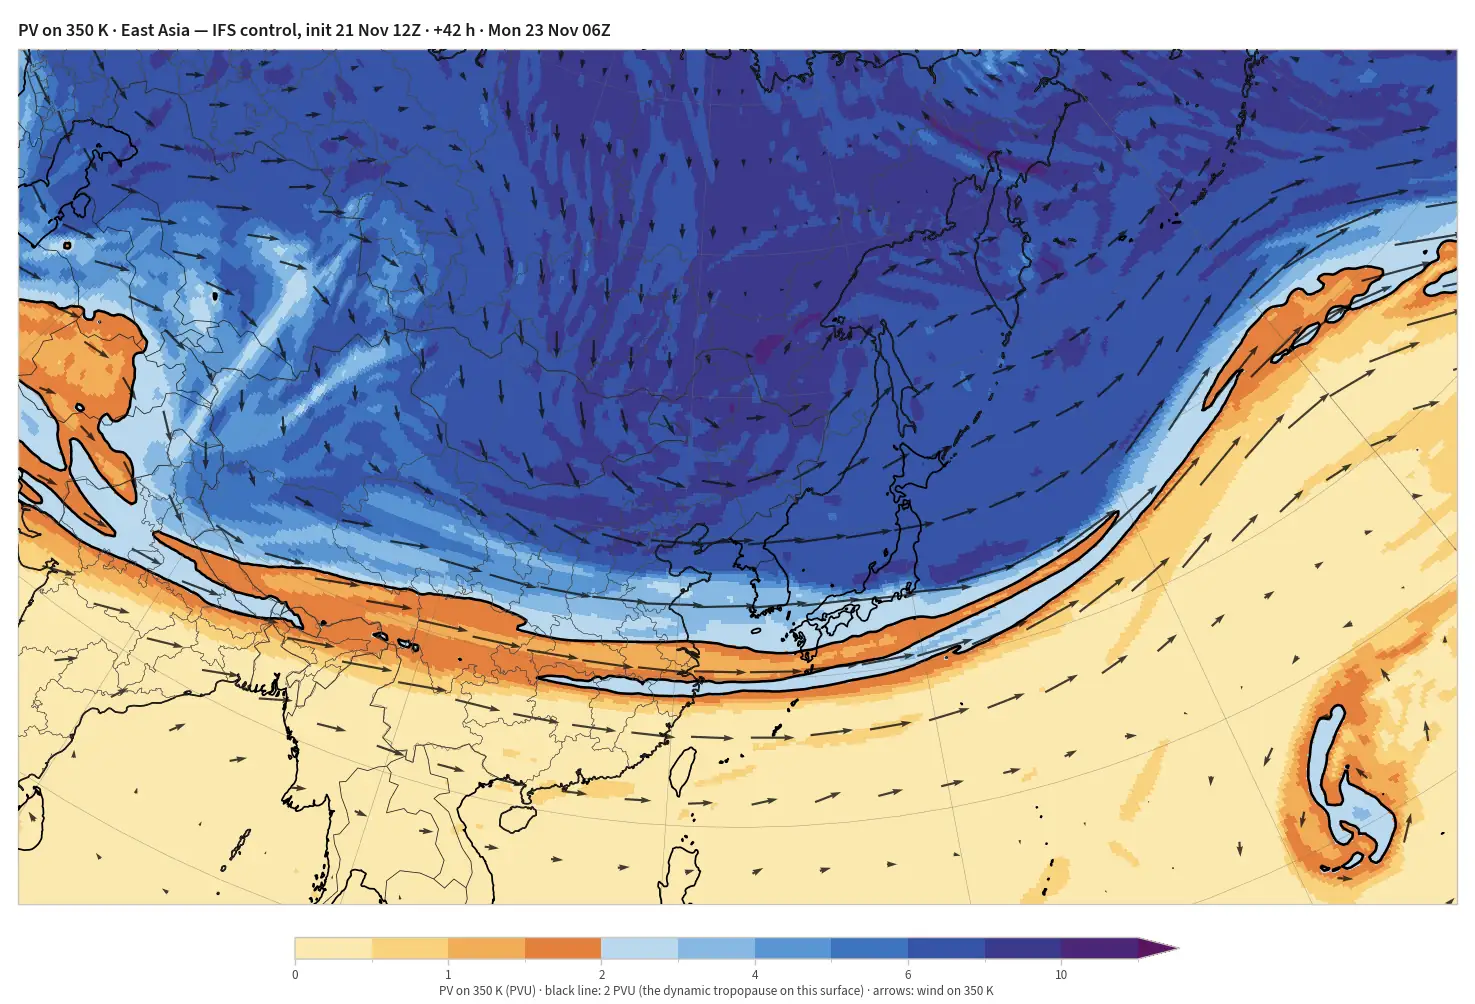 PV on 350 K · East Asia — IFS control, init 21 Nov 12Z · +42 h · Mon 23 Nov 06Z
0 1 2 4 6 10
PV on 350 K (PVU) · black line: 2 PVU (the dynamic tropopause on this surface) · arrows: wind on 350 K